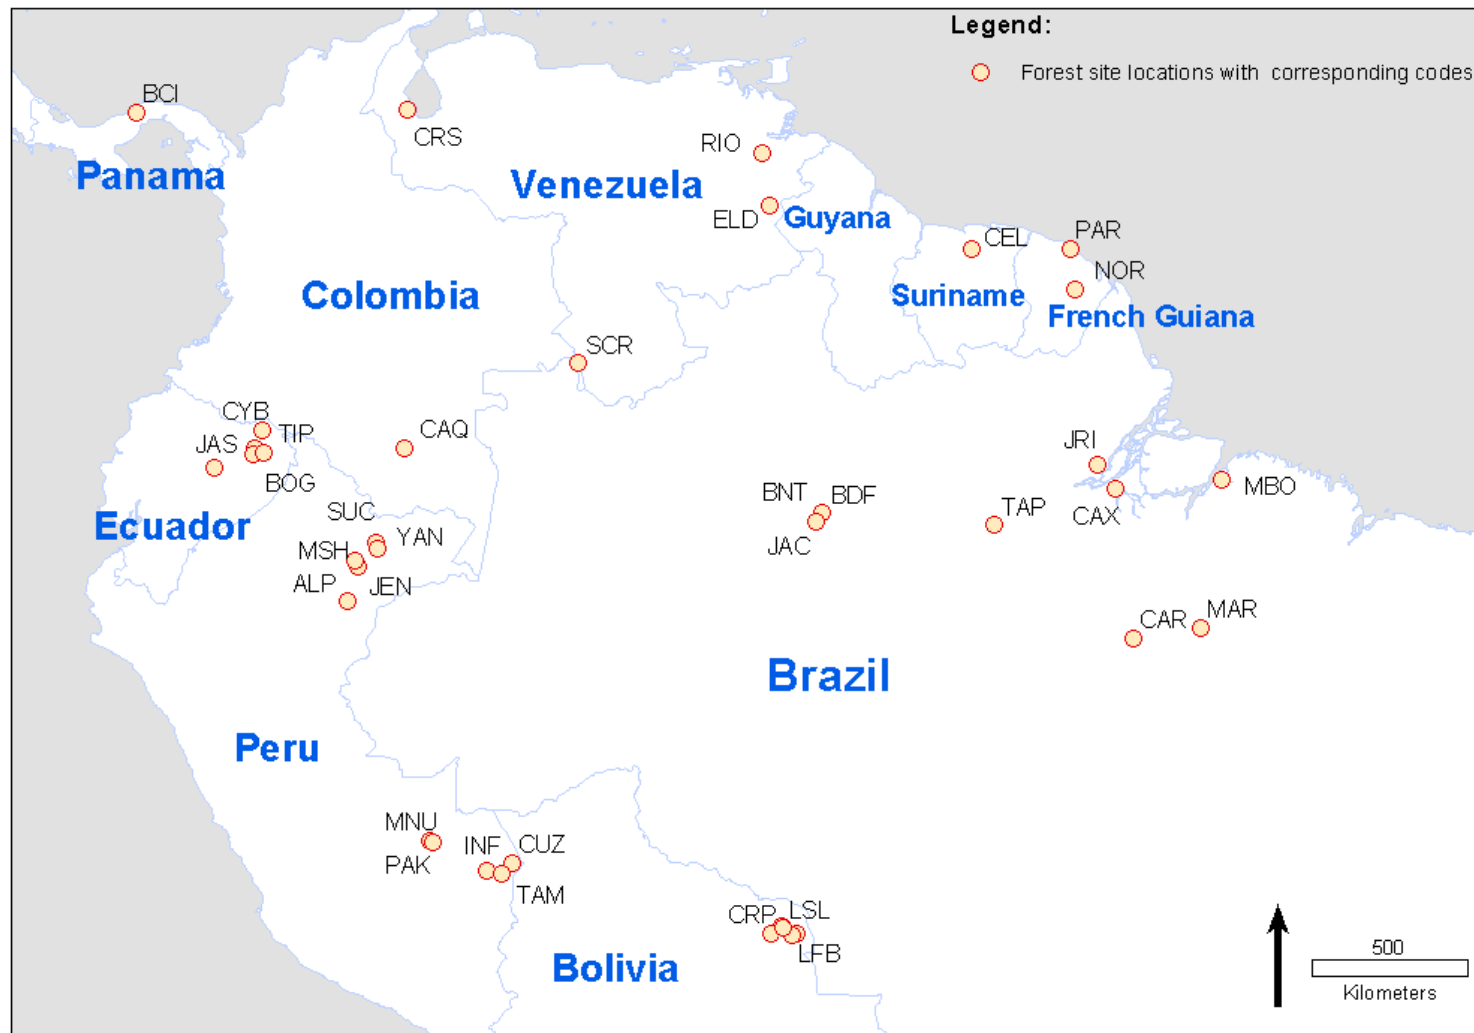 Legend:
Forest site locations with corresponding codes
BCI
CRS
RIO
Panama
Venezuela
ELD
Guyana
CEL
PAR
NOR
Colombia
Suriname
French Guiana
SCR
CYB
TIP
JAS
CAQ
BOG
JRI
MBO
BNT
BDF
CAX
TAP
SUC
YAN
Ecuador
JAC
MSH
ALP
JEN
CAR
MAR
Brazil
Peru
MNU
INF
CUZ
PAK
TAM
CRP
LSL
LFB
Bolivia
500
Kilometers